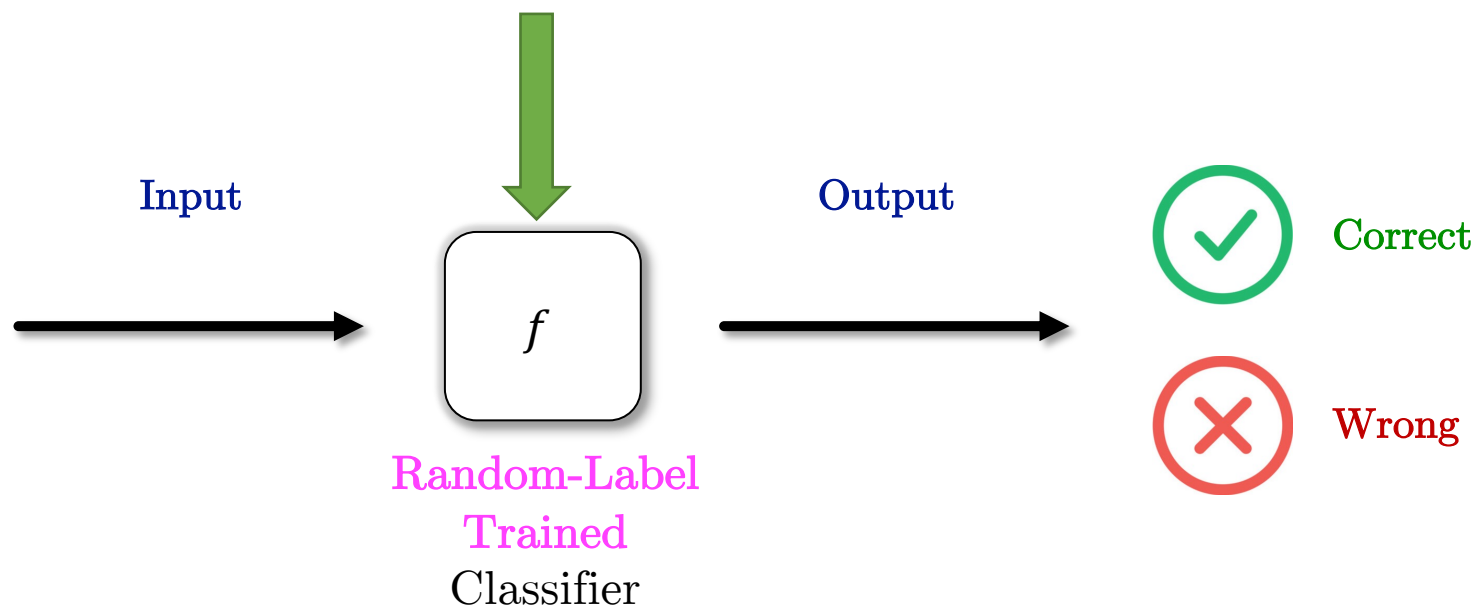 Input
Output
Correct
f
Wrong
Random-Label
Trained
Classifier